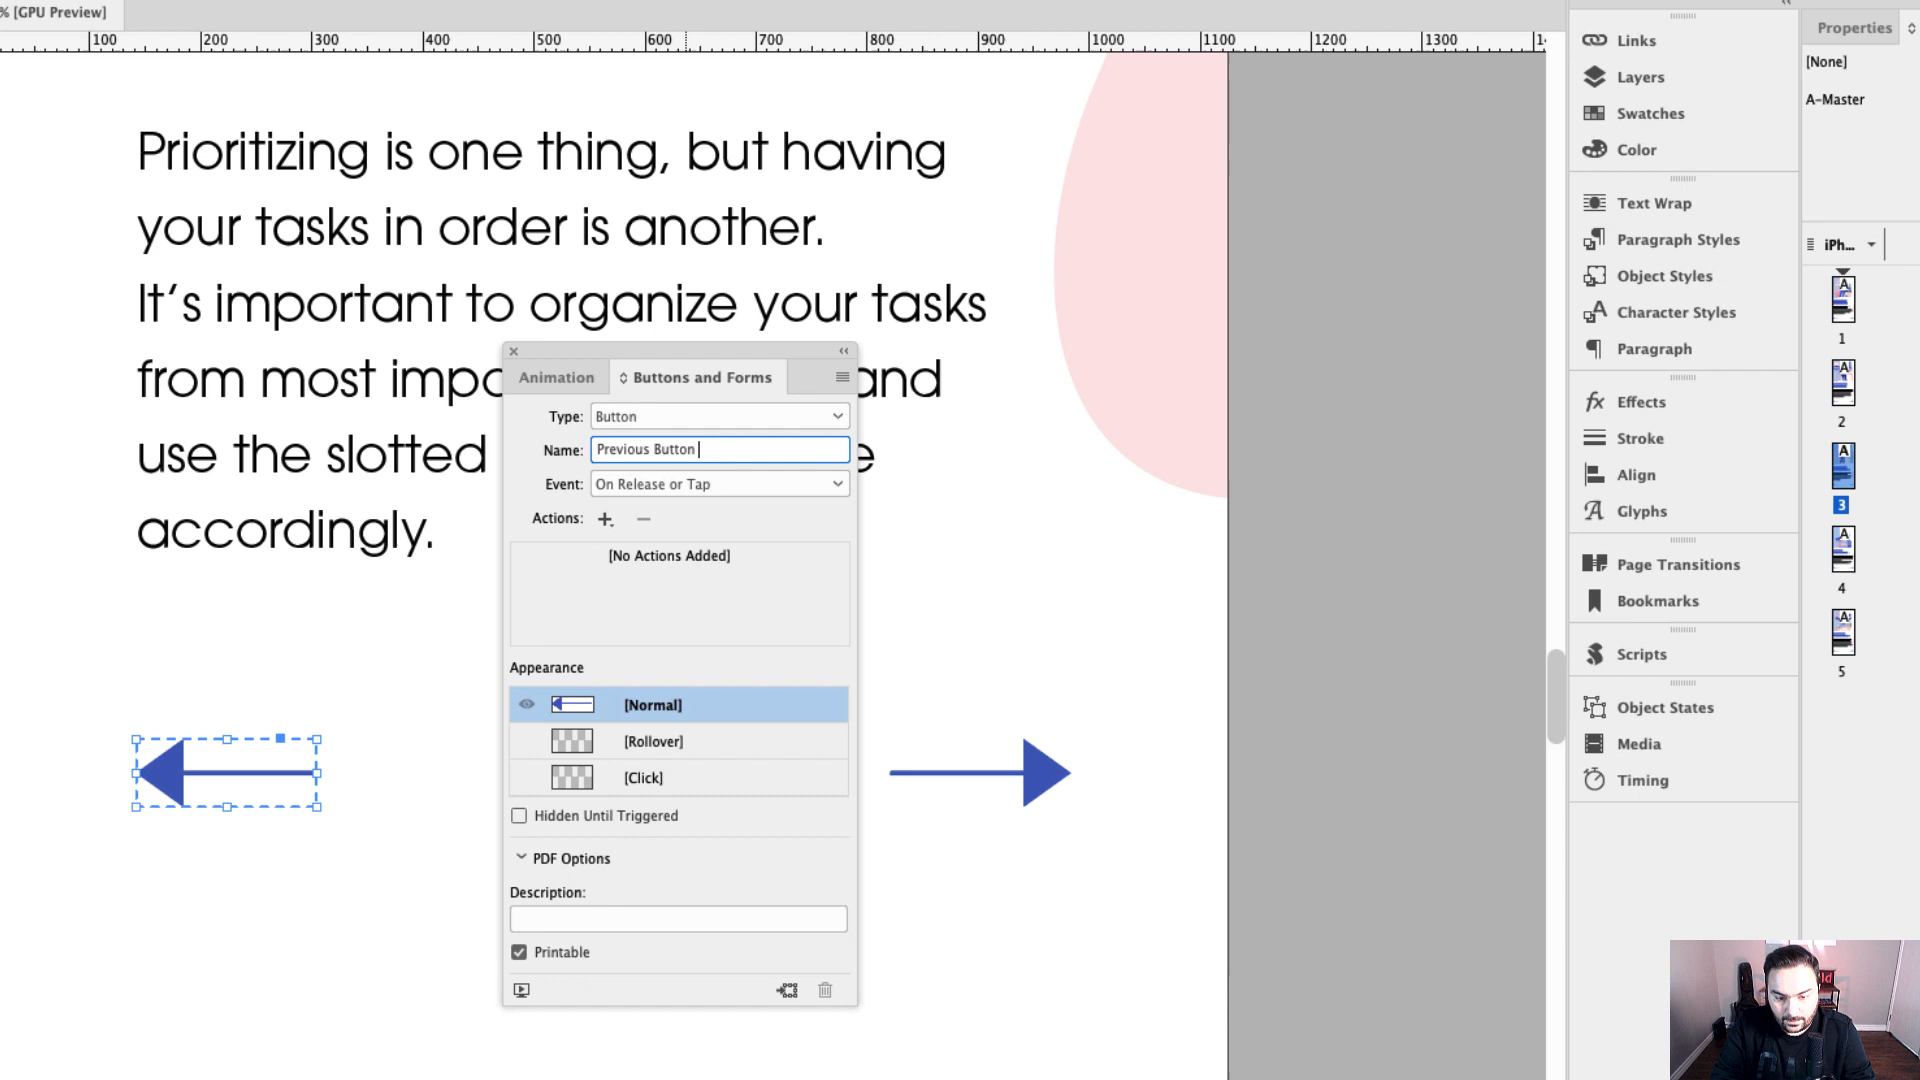 % [GPU Preview]
100 200 300 400 500 600 700 800 900 1000 1100 1200 1300
Prioritizing is one thing, but having
your tasks in order is another.
It's important to organize your tasks
from most impo and
use the slotted e
accordingly.
Animation
Buttons and Forms
Type: Button
Name: Previous Button
Event: On Release or Tap
Actions:
[No Actions Added]
Appearance
[Normal]
[Rollover]
[Click]
Hidden Until Triggered
PDF Options
Description:
Printable
Links
Layers
Swatches
Color
Text Wrap
Paragraph Styles
Object Styles
Character Styles
Paragraph
Effects
Stroke
Align
Glyphs
Page Transitions
Bookmarks
Scripts
Object States
Media
Timing
Properties
[None]
A-Master
iPh...
A
1
A
2
A
3
A
4
A
5